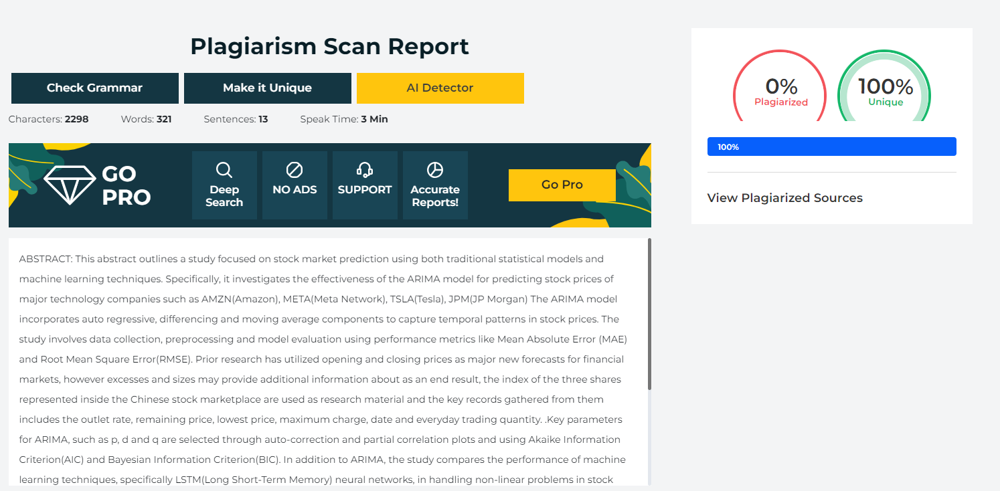 Plagiarism Scan Report
Check Grammar
Make it Unique
AI Detector
Characters: 2298 Words: 321 Sentences: 13 Speak Time: 3 Min
GO
PRO
Deep
Search
NO ADS
SUPPORT
Accurate
Reports!
Go Pro
ABSTRACT: This abstract outlines a study focused on stock market prediction using both traditional statistical models and
machine learning techniques. Specifically, it investigates the effectiveness of the ARIMA model for predicting stock prices of
major technology companies such as AMZN(Amazon), META(Meta Network), TSLA(Tesla), JPM(JP Morgan) The ARIMA model
incorporates auto regressive, differencing and moving average components to capture temporal patterns in stock prices. The
study involves data collection, preprocessing and model evaluation using performance metrics like Mean Absolute Error (MAE)
and Root Mean Square Error(RMSE). Prior research has utilized opening and closing prices as major new forecasts for financial
markets, however excesses and sizes may provide additional information about as an end result, the index of the three shares
represented inside the Chinese stock marketplace are used as research material and the key records gathered from them
includes the outlet rate, remaining price, lowest price, maximum charge, date and everyday trading quantity. .Key parameters
for ARIMA, such as p, d and q are selected through auto-correction and partial correlation plots and using Akaike Information
Criterion(AIC) and Bayesian Information Criterion(BIC). In addition to ARIMA, the study compares the performance of machine
learning techniques, specifically LSTM(Long Short-Term Memory) neural networks, in handling non-linear problems in stock
0%
Plagiarized
100%
Unique
100%
View Plagiarized Sources